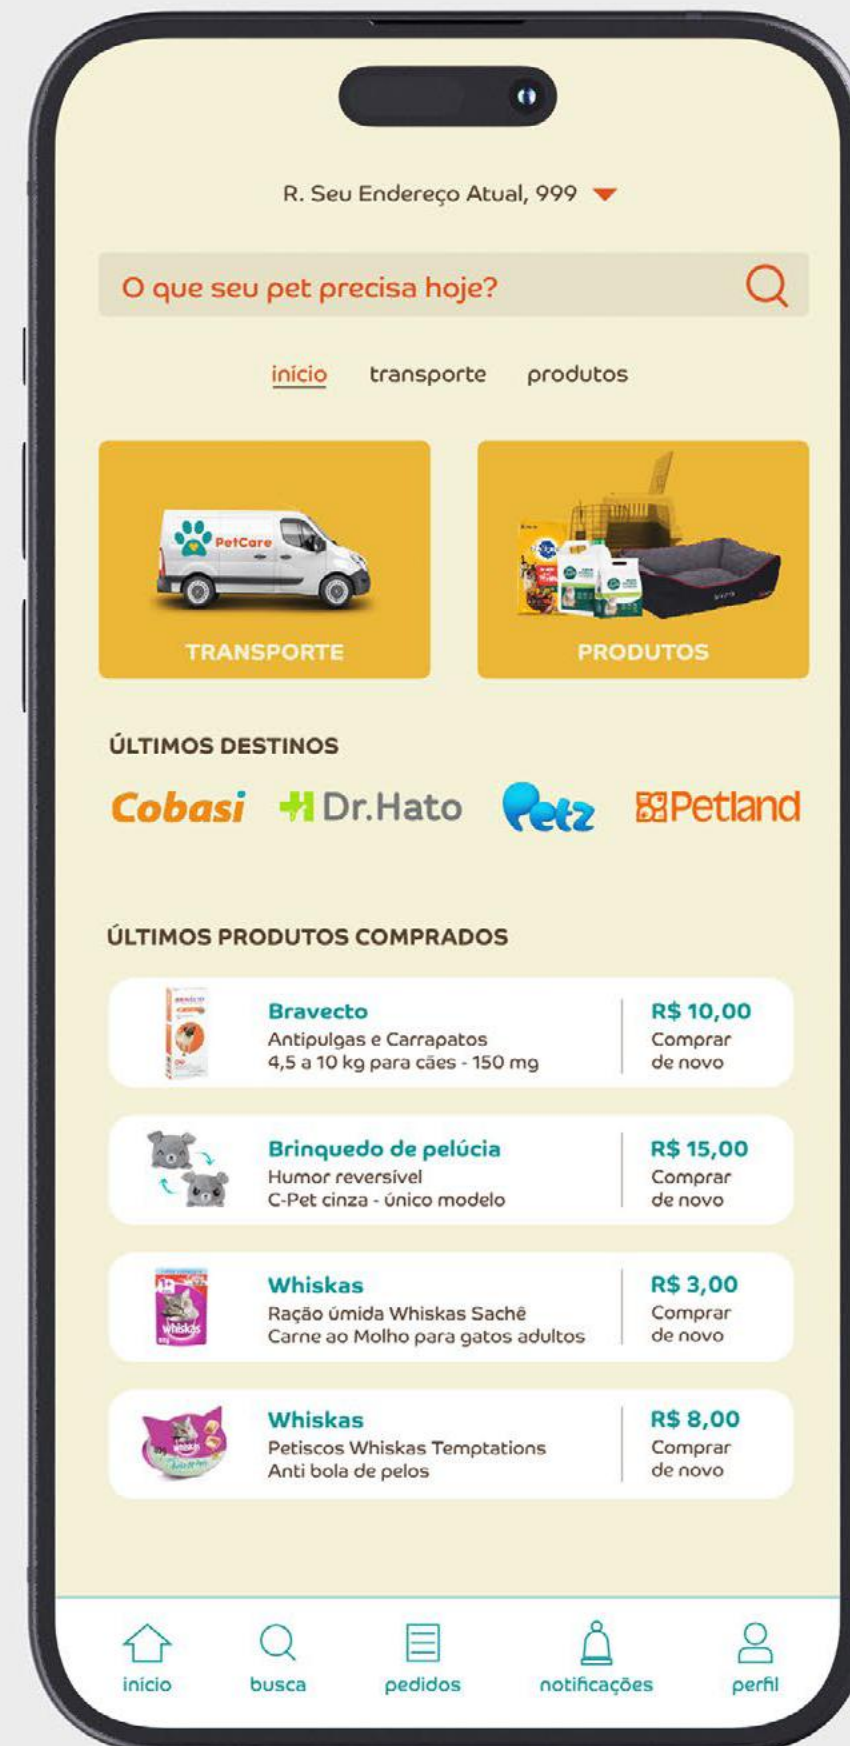 R. Seu Endereço Atual, 999
O que seu pet precisa hoje?
início transporte produtos
PetCare
TRANSPORTE
PRODUTOS
ÚLTIMOS DESTINOS
Cobasi Dr.Hato Petz Petland
ÚLTIMOS PRODUTOS COMPRADOS
Bravecto
Antipulgas e Carrapatos
4,5 a 10 kg para cães - 150 mg
R$ 10,00
Comprar
de novo
Brinquedo de pelúcia
Humor reversível
C-Pet cinza - único modelo
R$ 15,00
Comprar
de novo
whiskas
Whiskas
Ração úmida Whiskas Sachê
Carne ao Molho para gatos adultos
R$ 3,00
Comprar
de novo
whiskas
Whiskas
Petiscos Whiskas Temptations
Anti bola de pelos
R$ 8,00
Comprar
de novo
início busca pedidos notificações perfil